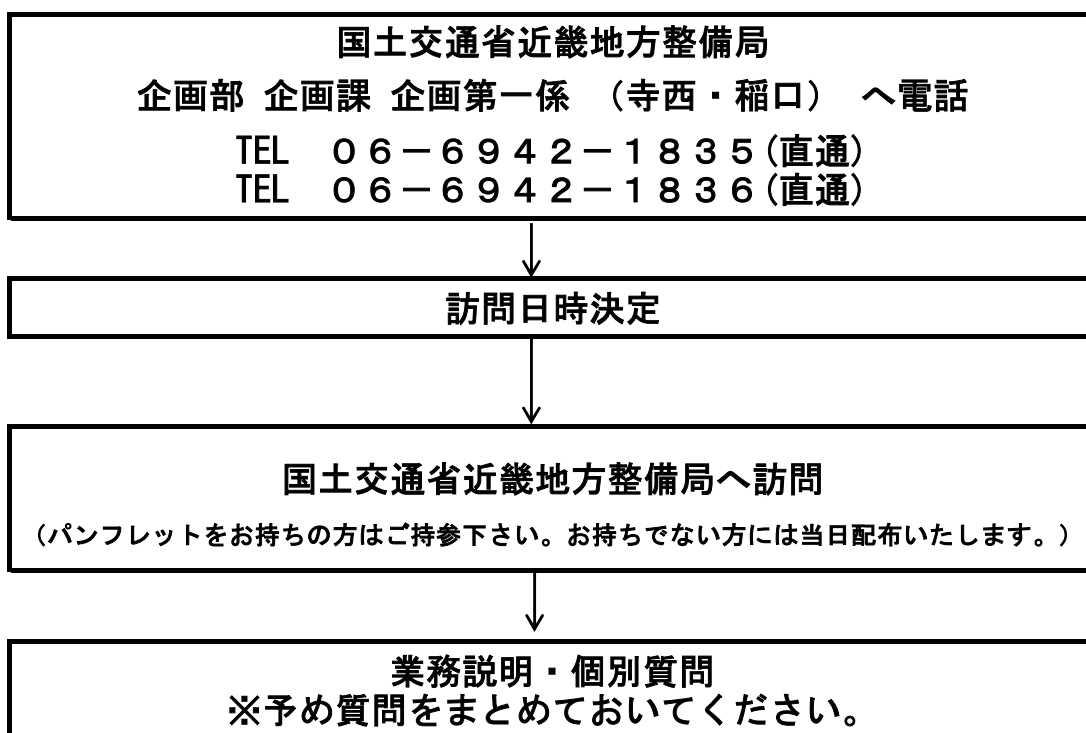 国土交通省近畿地方整備局
企画部 企画課 企画第一係 （寺西・稲口） へ電話
TEL ０６－６９４２－１８３５(直通)
TEL ０６－６９４２－１８３６(直通)
訪問日時決定
国土交通省近畿地方整備局へ訪問
（パンフレットをお持ちの方はご持参下さい。お持ちでない方には当日配布いたします。）
業務説明・個別質問
※予め質問をまとめておいてください。